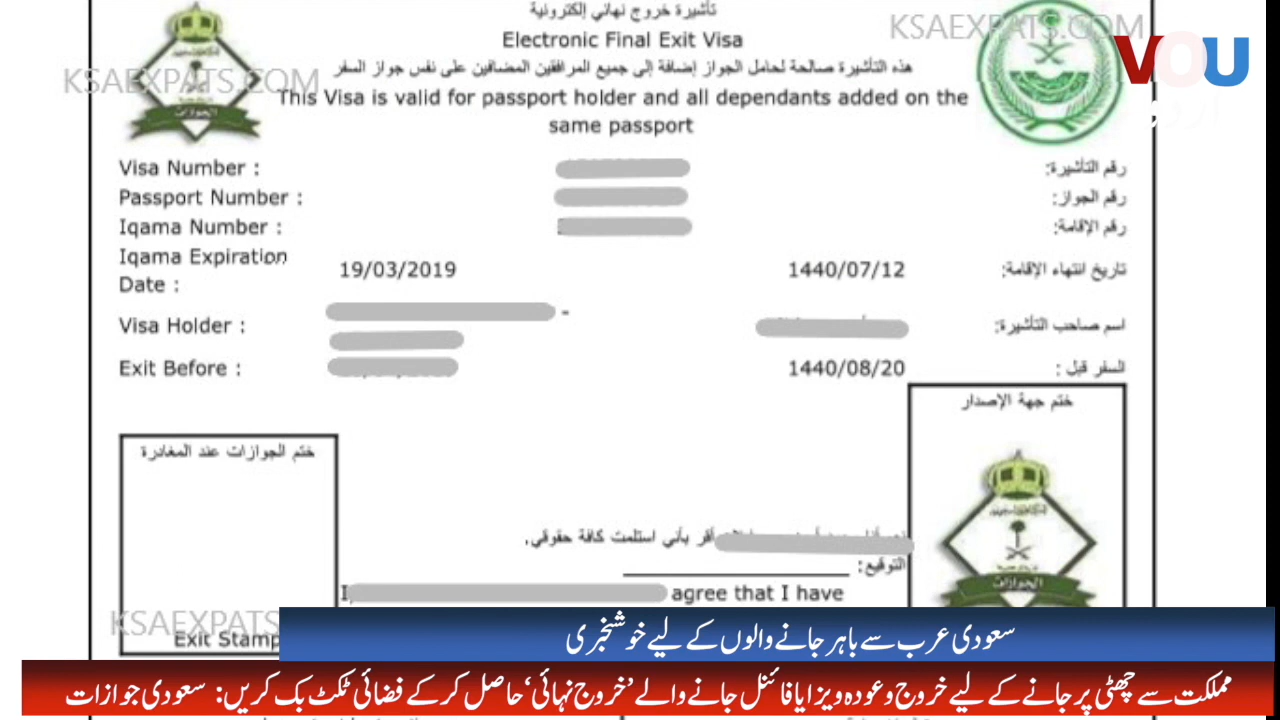 تأشيرة خروج نهائي إلكترونية
KSAEXPATS.COM
Electronic Final Exit Visa
VOU
اردو
هذه التأشيرة صالحة لحامل الجواز إضافة إلى جميع المرافقين المضافين على نفس جواز السفر
KSAEXPATS.COM
This Visa is valid for passport holder and all dependants added on the
same passport
الجوازات
Visa Number : رقم التأشيرة:
Passport Number : رقم الجواز:
Iqama Number : رقم الإقامة:
Iqama Expiration
Date : 19/03/2019 1440/07/12 تاريخ انتهاء الإقامة:
Visa Holder : - اسم صاحب التأشيرة:
Exit Before : 1440/08/20 السفر قبل :
ختم جهة الإصدار
ختم الجوازات عند المغادرة
أقر بأني استلمت كافة حقوقي.
التوقيع:
الجوازات
I, agree that I have
KSAEXPATS
Exit Stamp
سعودی عرب سے باہر جانے والوں کے لیے خوشخبری
مملکت سے چھٹی پر جانے کے لیے خروج وعودہ ویزا یا فائنل جانے والے ’خروج نہائی‘ حاصل کر کے فضائی ٹکٹ بک کریں: سعودی جوازات